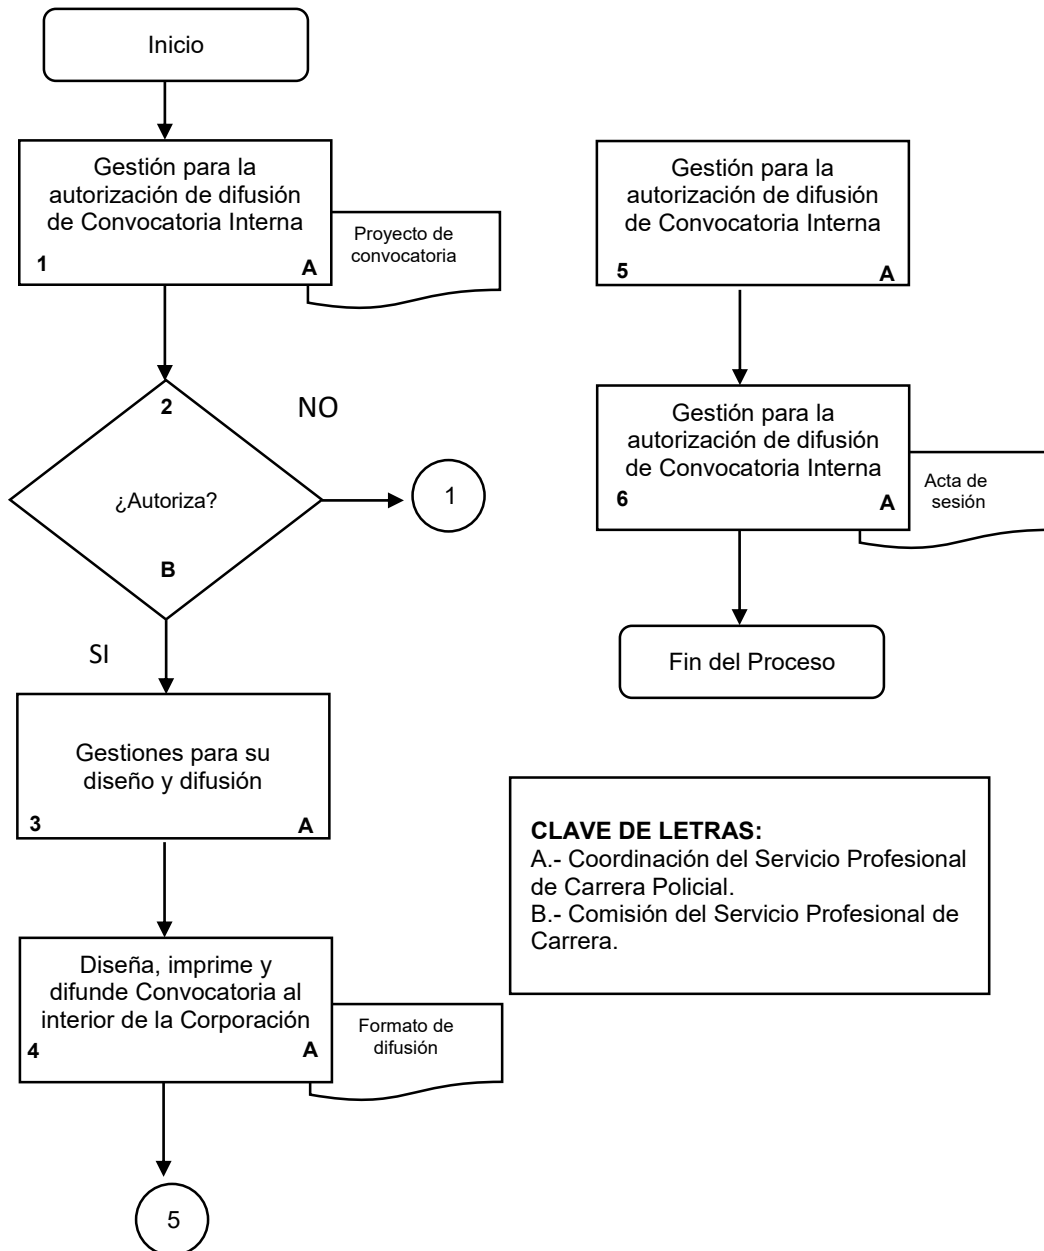 Inicio
Gestión para la
autorización de difusión
de Convocatoria Interna
1
A
Proyecto de
convocatoria
2
NO
¿Autoriza?
1
B
SI
Gestiones para su
diseño y difusión
3
A
Diseña, imprime y
difunde Convocatoria al
interior de la Corporación
4
A
Formato de
difusión
5
Gestión para la
autorización de difusión
de Convocatoria Interna
5
A
Gestión para la
autorización de difusión
de Convocatoria Interna
6
A
Acta de
sesión
Fin del Proceso
CLAVE DE LETRAS:
A.- Coordinación del Servicio Profesional
de Carrera Policial.
B.- Comisión del Servicio Profesional de
Carrera.